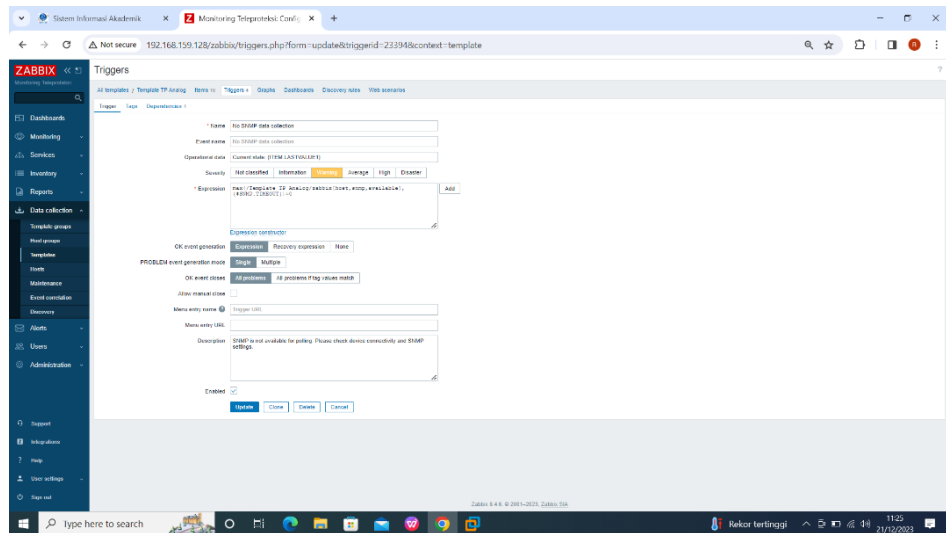 Sistem Informasi Akademik
Monitoring Teleproteksi: Config
Not secure
192.168.159.128/zabbix/triggers.php?form=update&triggerid=23394&context=template
ZABBIX
Monitoring Teleproteksi
Triggers
All templates / Template TP Analog Items Triggers Graphs Dashboards Discovery rules Web scenarios
Trigger Tags Dependencies
Dashboards
Monitoring
Services
Inventory
Reports
Data collection
Template groups
Host groups
Templates
Hosts
Maintenance
Event correlation
Discovery
Alerts
Users
Administration
Support
Integrations
Help
User settings
Sign out
* Name No SNMP data collection
Event name No SNMP data collection
Operational data Current state: {ITEM.LASTVALUE1}
Severity Not classified Information Warning Average High Disaster
* Expression max(/Template TP Analog/zabbix[host,snmp,available],
{$SNMP.TIMEOUT})=0
Add
Expression constructor
OK event generation Expression Recovery expression None
PROBLEM event generation mode Single Multiple
OK event closes All problems All problems if tag values match
Allow manual close
Menu entry name Trigger URL
Menu entry URL
Description SNMP is not available for polling. Please check device connectivity and SNMP
settings.
Enabled
Update Clone Delete Cancel
Zabbix 6.4.6. © 2001–2023, Zabbix SIA
Type here to search
Rekor tertinggi
11:25
21/12/2023